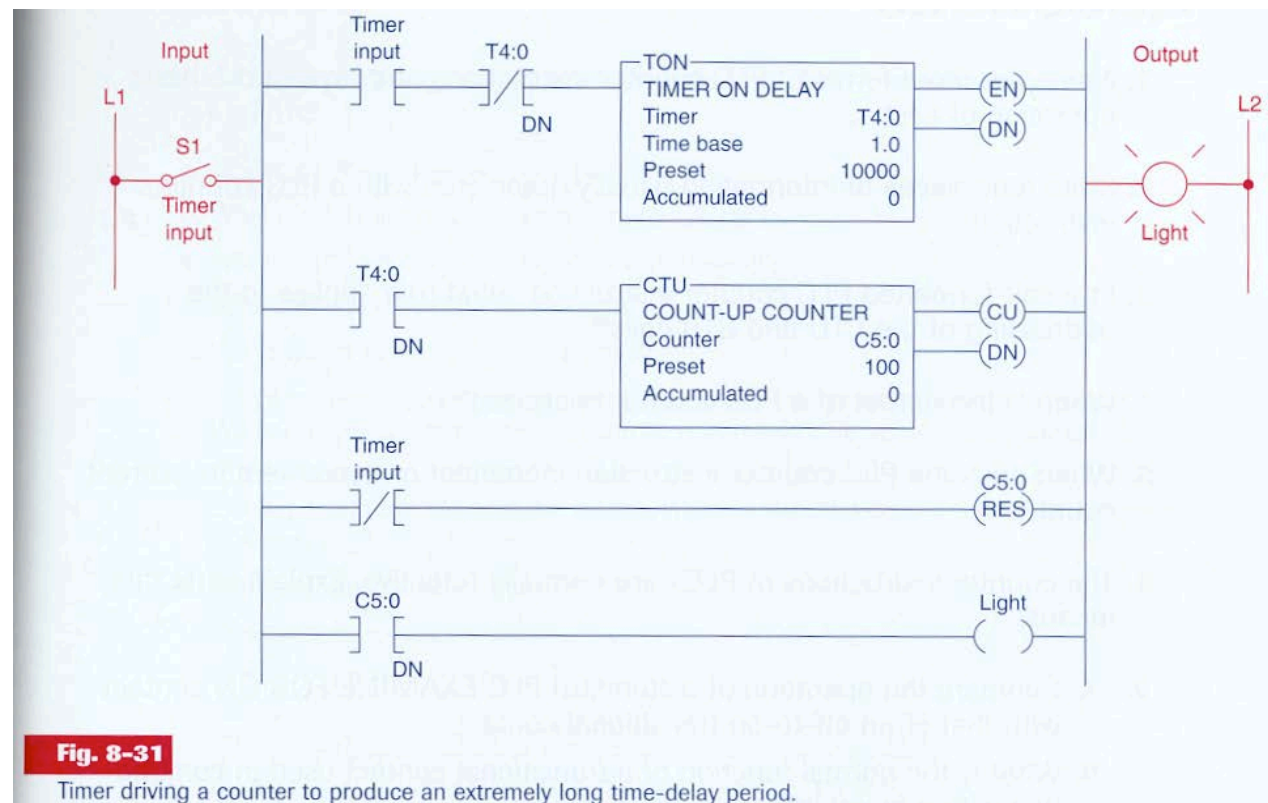 Input
L1
S1
Timer
input
Timer
input
T4:0
DN
TON
TIMER ON DELAY
Timer T4:0
Time base 1.0
Preset 10000
Accumulated 0
EN
DN
Output
L2
Light
T4:0
DN
CTU
COUNT-UP COUNTER
Counter C5:0
Preset 100
Accumulated 0
CU
DN
Timer
input
C5:0
RES
C5:0
DN
Light
Fig. 8-31
Timer driving a counter to produce an extremely long time-delay period.